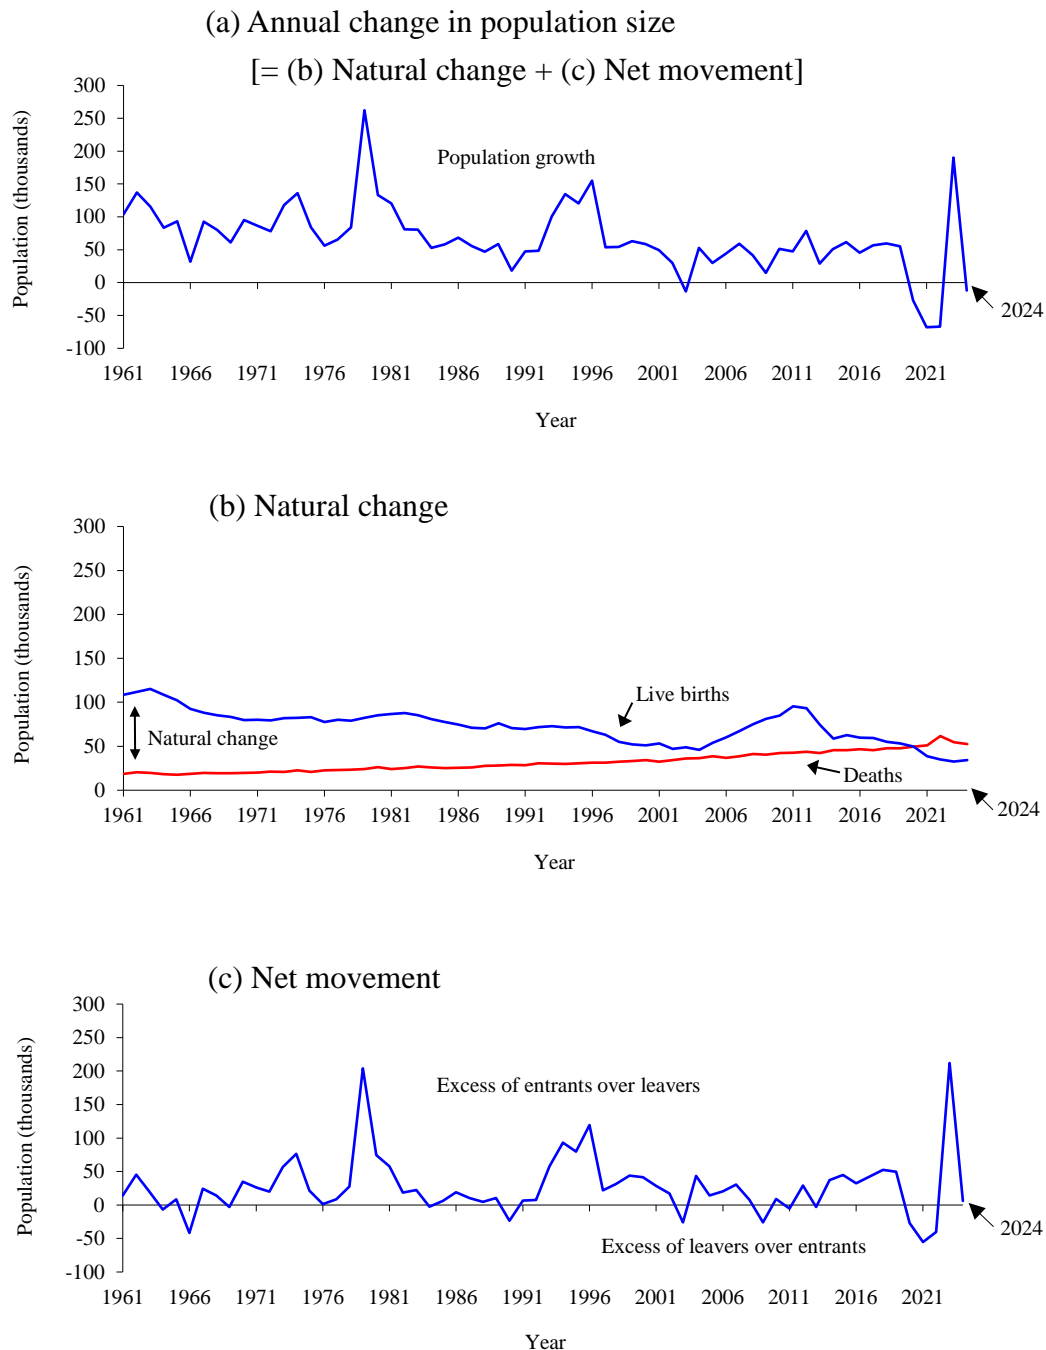 (a) Annual change in population size
[= (b) Natural change + (c) Net movement]
Population (thousands)
300
250
200
150
100
50
0
-50
-100
Population growth
2024
1961 1966 1971 1976 1981 1986 1991 1996 2001 2006 2011 2016 2021
Year
(b) Natural change
Population (thousands)
300
250
200
150
100
50
0
Live births
Natural change
Deaths
2024
1961 1966 1971 1976 1981 1986 1991 1996 2001 2006 2011 2016 2021
Year
(c) Net movement
Population (thousands)
300
250
200
150
100
50
0
-50
-100
Excess of entrants over leavers
2024
Excess of leavers over entrants
1961 1966 1971 1976 1981 1986 1991 1996 2001 2006 2011 2016 2021
Year